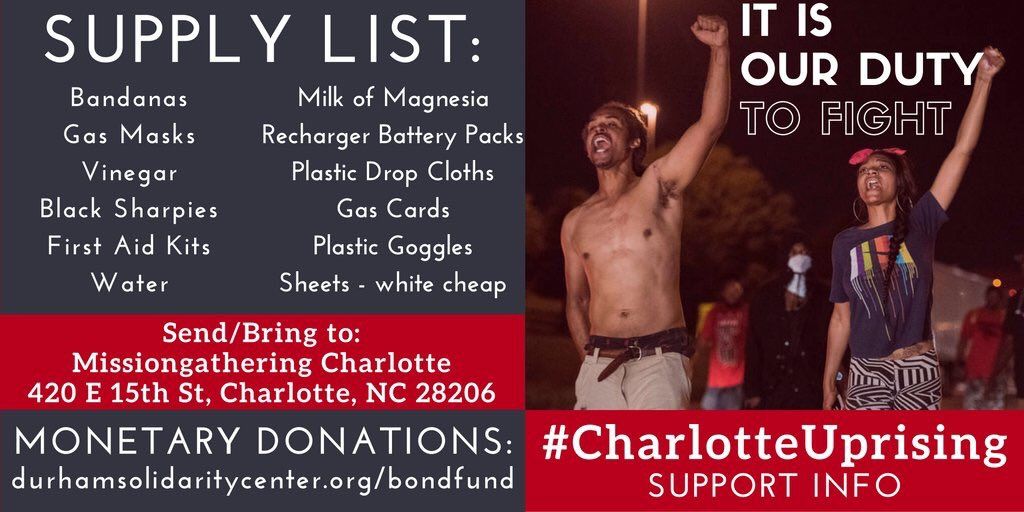 SUPPLY LIST:
Bandanas
Gas Masks
Vinegar
Black Sharpies
First Aid Kits
Water
Milk of Magnesia
Recharger Battery Packs
Plastic Drop Cloths
Gas Cards
Plastic Goggles
Sheets - white cheap
Send/Bring to:
Missiongathering Charlotte
420 E 15th St, Charlotte, NC 28206
MONETARY DONATIONS:
durhamsolidaritycenter.org/bondfund
IT IS
OUR DUTY
TO FIGHT
#CharlotteUprising
SUPPORT INFO